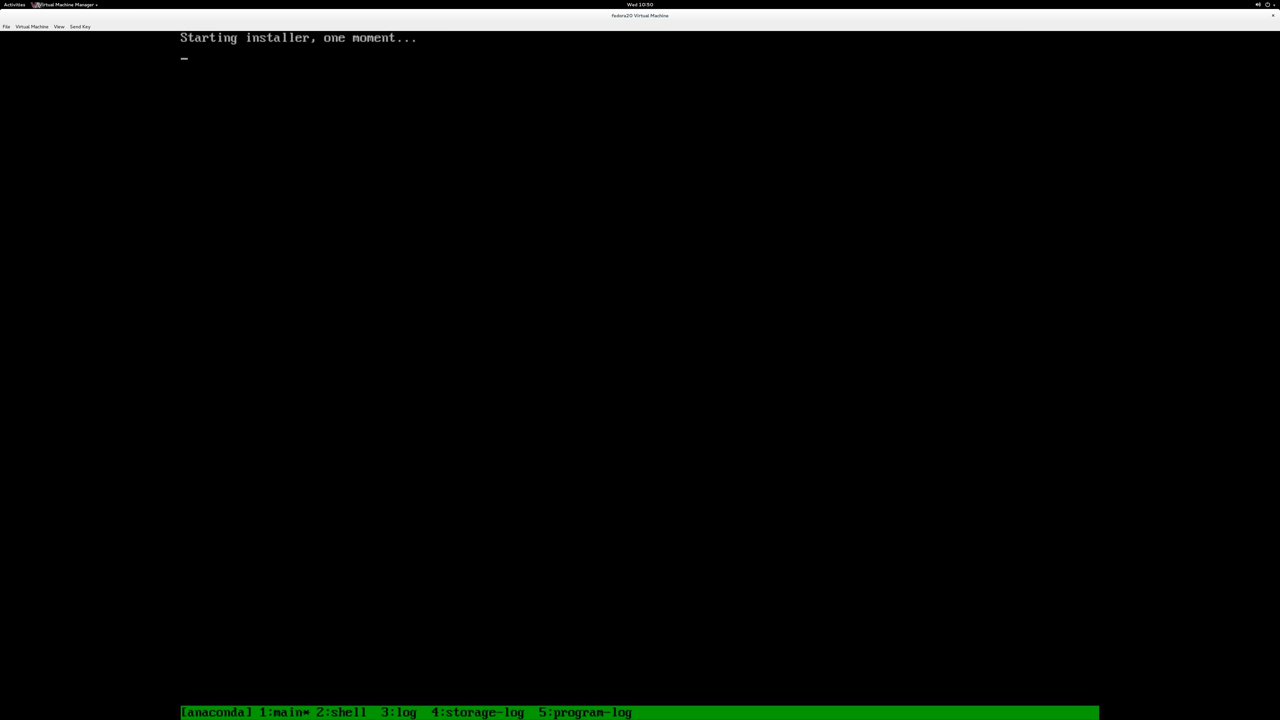 Activities Virtual Machine Manager Wed 10:50
Fedora20 Virtual Machine ×
File Virtual Machine View Send Key
Starting installer, one moment...
[anaconda] 1:main* 2:shell 3:log 4:storage-log 5:program-log